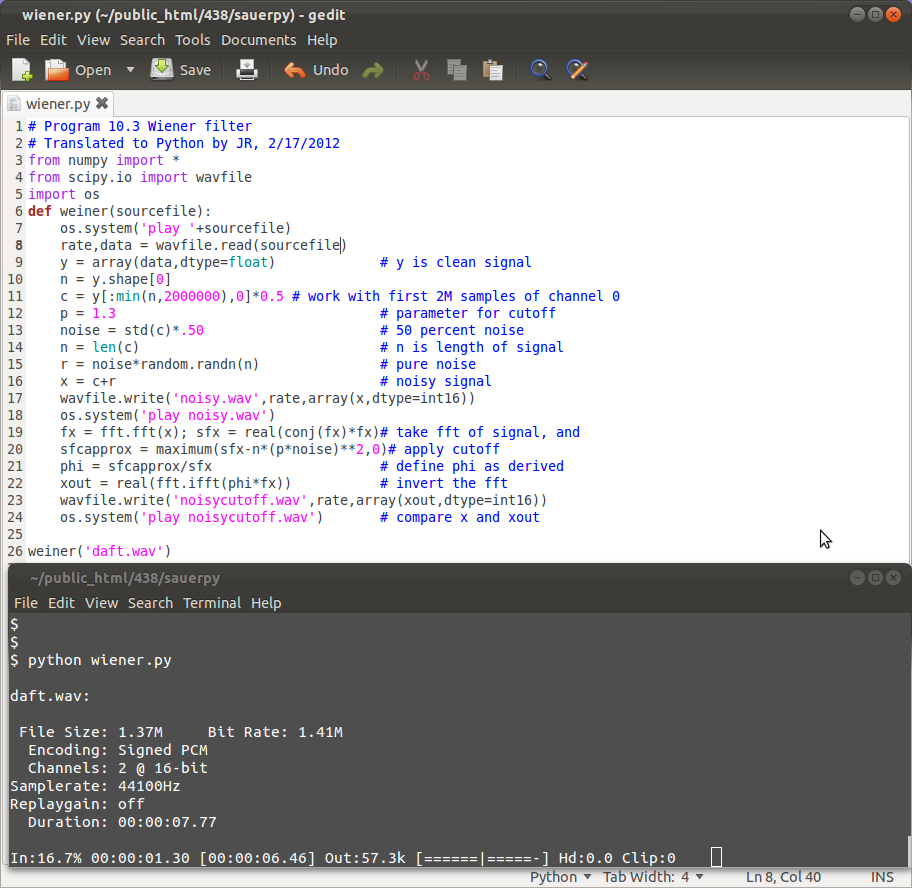 wiener.py (~/public_html/438/sauerpy) - gedit
File Edit View Search Tools Documents Help
Open Save Undo
wiener.py
1 # Program 10.3 Wiener filter
2 # Translated to Python by JR, 2/17/2012
3 from numpy import *
4 from scipy.io import wavfile
5 import os
6 def weiner(sourcefile):
7     os.system('play '+sourcefile)
8     rate,data = wavfile.read(sourcefile)
9     y = array(data,dtype=float)             # y is clean signal
10     n = y.shape[0]
11     c = y[:min(n,2000000),0]*0.5 # work with first 2M samples of channel 0
12     p = 1.3                                 # parameter for cutoff
13     noise = std(c)*.50                      # 50 percent noise
14     n = len(c)                              # n is length of signal
15     r = noise*random.randn(n)               # pure noise
16     x = c+r                                 # noisy signal
17     wavfile.write('noisy.wav',rate,array(x,dtype=int16))
18     os.system('play noisy.wav')
19     fx = fft.fft(x); sfx = real(conj(fx)*fx)# take fft of signal, and
20     sfcapprox = maximum(sfx-n*(p*noise)**2,0)# apply cutoff
21     phi = sfcapprox/sfx                     # define phi as derived
22     xout = real(fft.ifft(phi*fx))           # invert the fft
23     wavfile.write('noisycutoff.wav',rate,array(xout,dtype=int16))
24     os.system('play noisycutoff.wav')       # compare x and xout
25
26 weiner('daft.wav')
~/public_html/438/sauerpy
File Edit View Search Terminal Help
$
$
$ python wiener.py
daft.wav:
File Size: 1.37M     Bit Rate: 1.41M
Encoding: Signed PCM
Channels: 2 @ 16-bit
Samplerate: 44100Hz
Replaygain: off
Duration: 00:00:07.77
In:16.7% 00:00:01.30 [00:00:06.46] Out:57.3k [======|=====-] Hd:0.0 Clip:0
Python Tab Width: 4 Ln 8, Col 40 INS